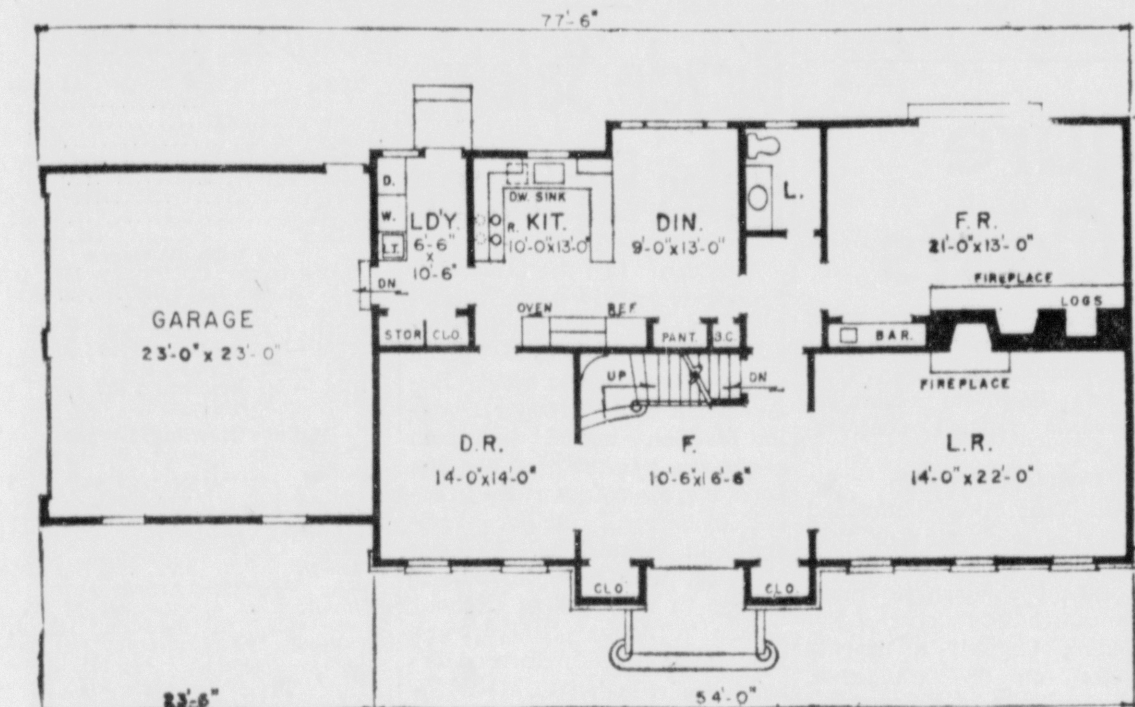 77'-6"
D.
W.
LT.
LD'Y.
6'-6"
x
10'-6"
DN
STOR
CLO
DW. SINK
R. KIT.
10'-0"x13'-0"
OVEN
REF
DIN.
9'-0"x13'-0"
PANT.
B.C.
L.
F.R.
21'-0"x13'-0"
FIREPLACE
LOGS
BAR.
FIREPLACE
GARAGE
23'-0" x 23'-0"
UP
DN
D.R.
14'-0"x14'-0"
F.
10'-6"x16'-6"
L.R.
14'-0"x22'-0"
CLO
CLO.
23'-6"
54'-0"